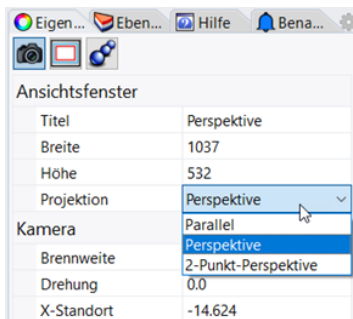 Eigen... Eben... Hilfe Bena...
Ansichtsfenster
Titel Perspektive
Breite 1037
Höhe 532
Projektion Perspektive
Kamera Parallel
Perspektive
Brennweite 2-Punkt-Perspektive
Drehung 0.0
X-Standort -14.624